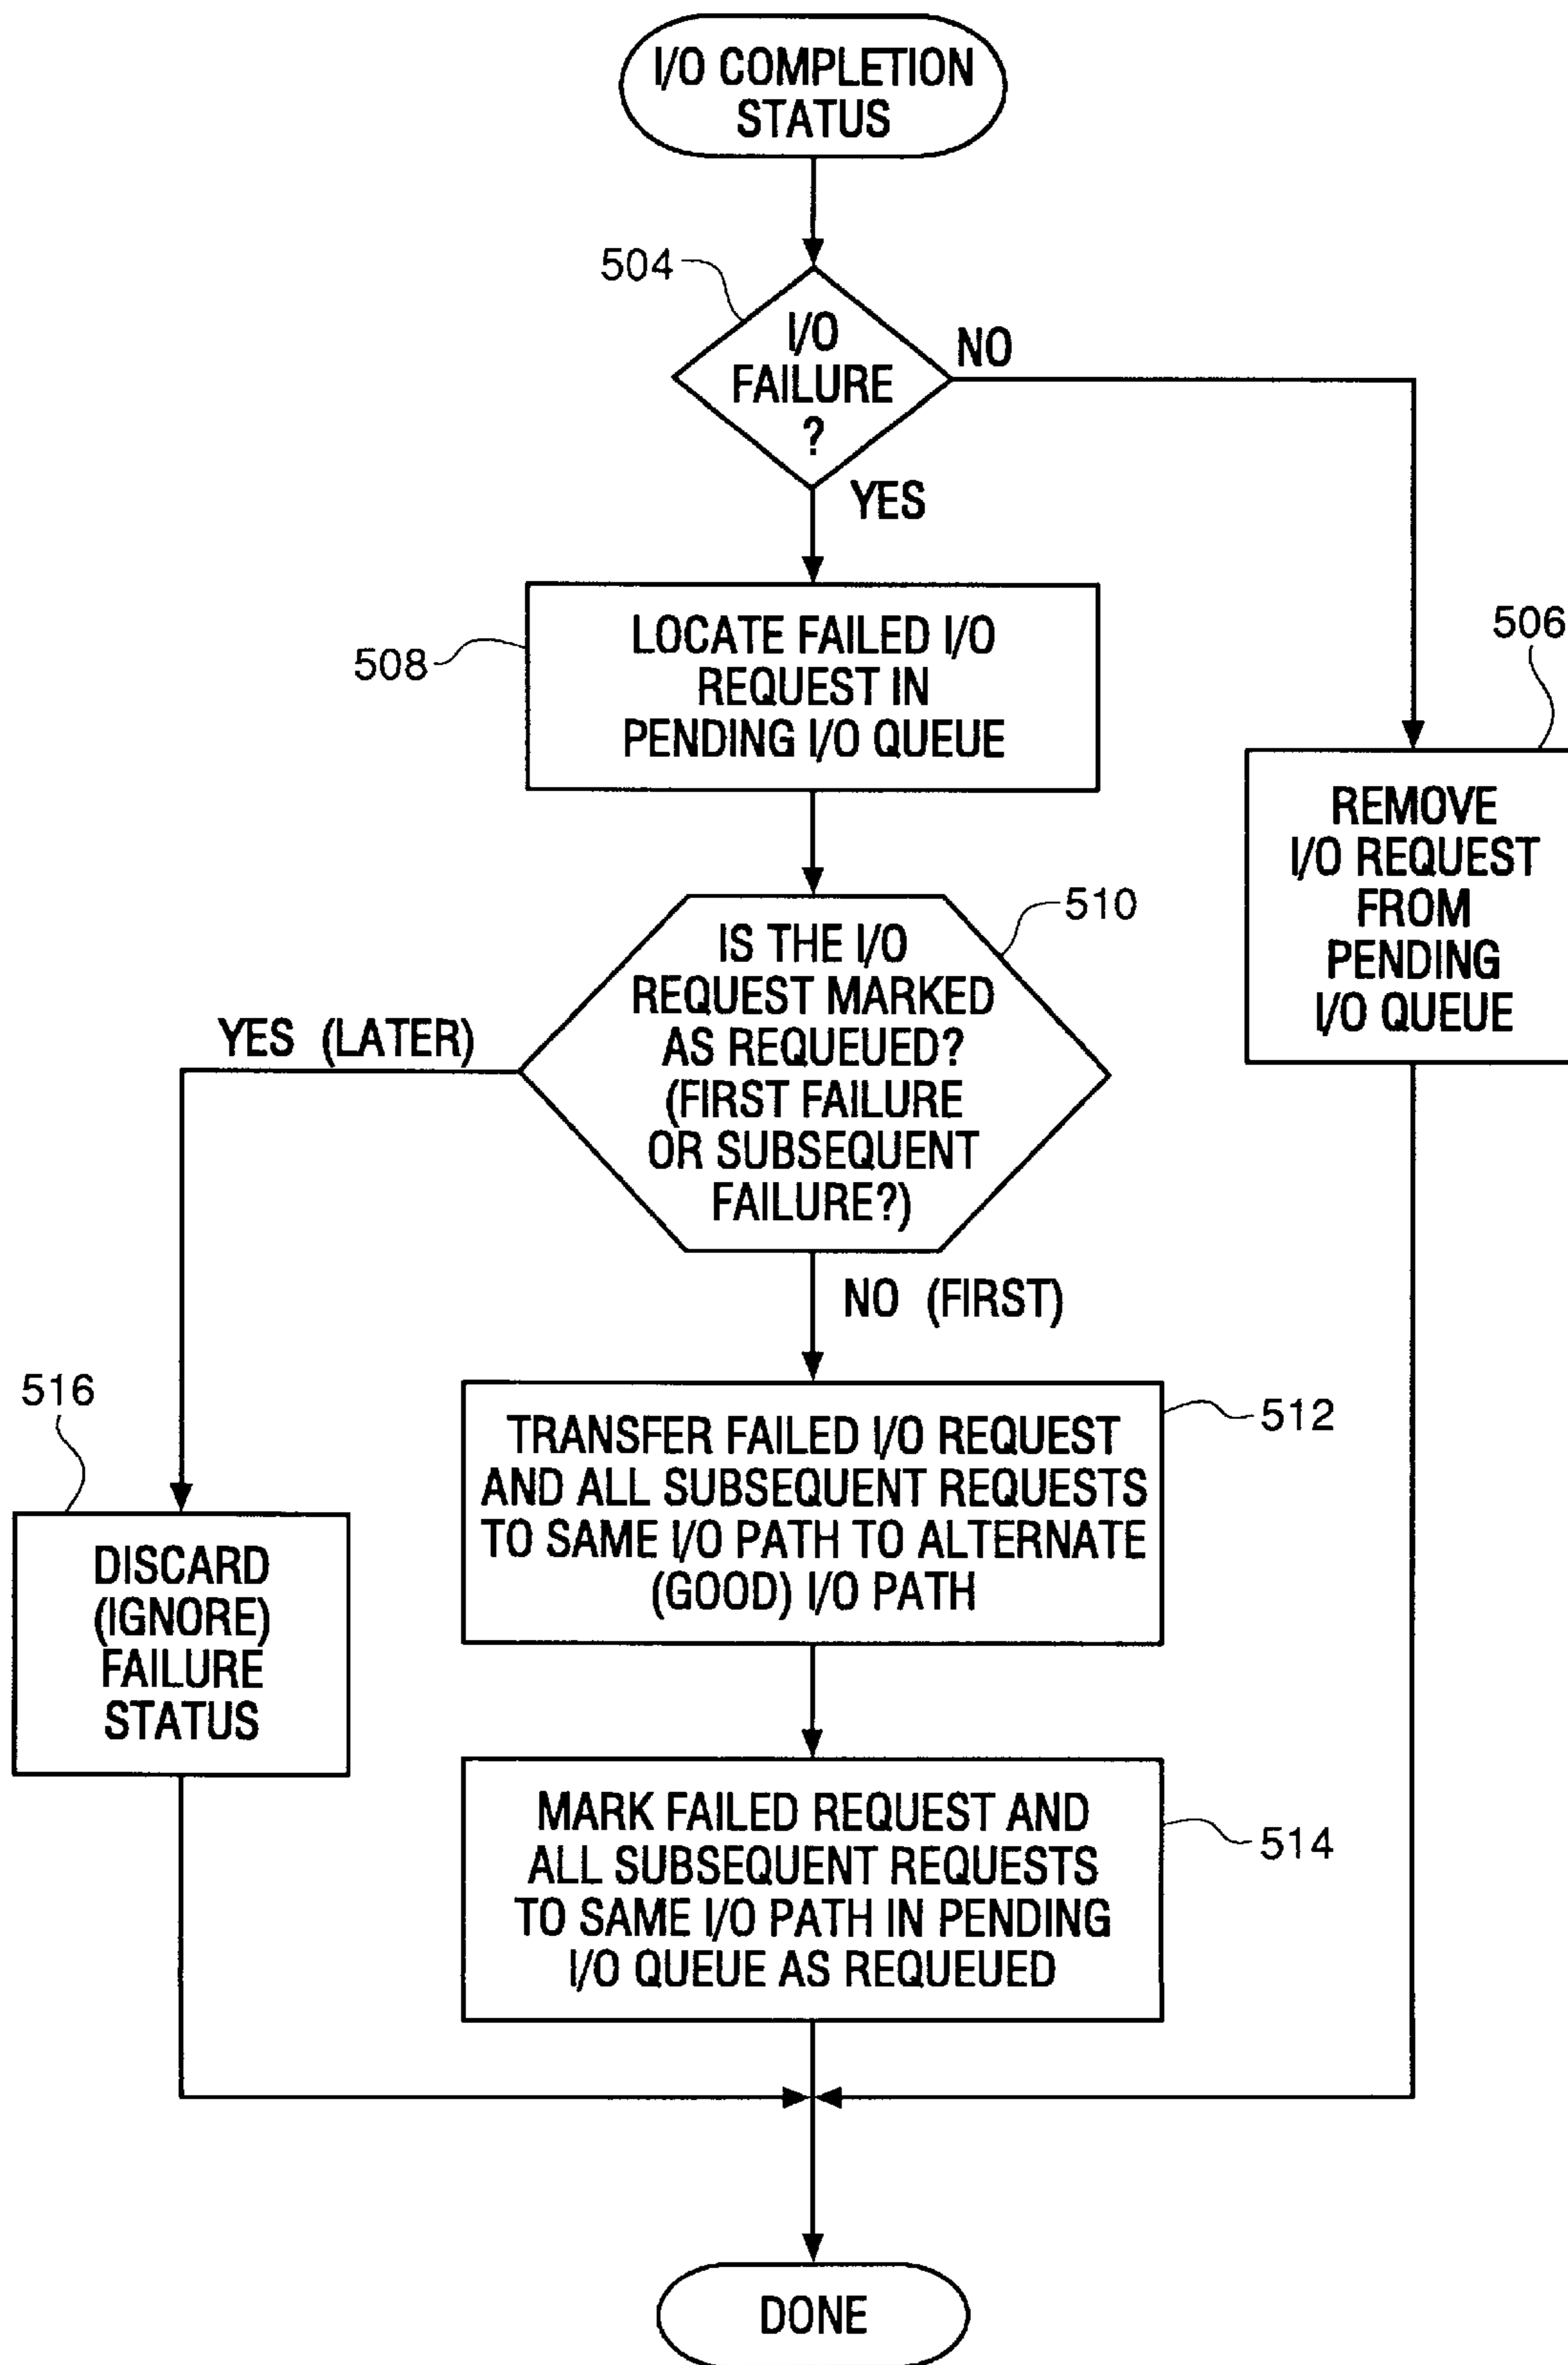 I/O COMPLETION
STATUS
504
I/O
FAILURE
?
NO
YES
LOCATE FAILED I/O
REQUEST IN
PENDING I/O QUEUE
508
506
REMOVE
I/O REQUEST
FROM
PENDING
I/O QUEUE
510
IS THE I/O
REQUEST MARKED
AS REQUEUED?
(FIRST FAILURE
OR SUBSEQUENT
FAILURE?)
YES (LATER)
NO (FIRST)
516
DISCARD
(IGNORE)
FAILURE
STATUS
512
TRANSFER FAILED I/O REQUEST
AND ALL SUBSEQUENT REQUESTS
TO SAME I/O PATH TO ALTERNATE
(GOOD) I/O PATH
MARK FAILED REQUEST AND
ALL SUBSEQUENT REQUESTS
TO SAME I/O PATH IN PENDING
I/O QUEUE AS REQUEUED
514
DONE